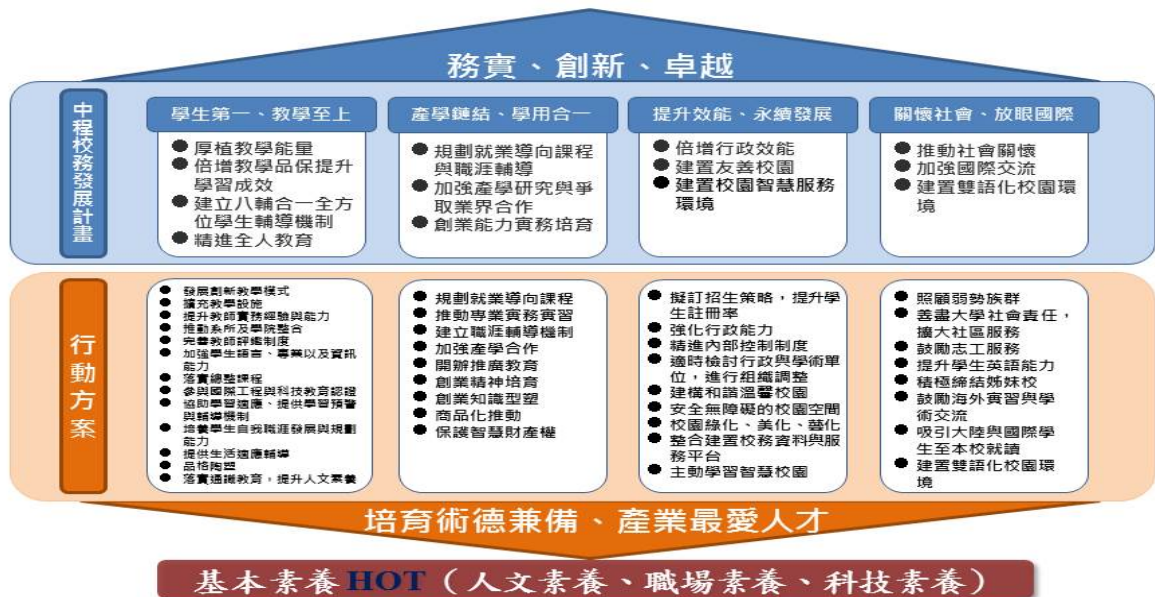 務實、創新、卓越
中程校務發展計畫
學生第一、教學至上
● 厚植教學能量
● 倍增教學品保提升
學習成效
● 建立八輔合一全方
位學生輔導機制
● 精進全人教育
產學鏈結、學用合一
● 規劃就業導向課程
與職涯輔導
● 加強產學研究與爭
取業界合作
● 創業能力實務培育
提升效能、永續發展
● 倍增行政效能
● 建置友善校園
● 建置校園智慧服務
環境
關懷社會、放眼國際
● 推動社會關懷
● 加強國際交流
● 建置雙語化校園環
境
行動方案
● 發展創新教學模式
● 擴充教學設施
● 提升教師實務經驗與能力
● 推動系所及學院整合
● 完善教師評鑑制度
● 加強學生語言、專業以及資訊
能力
● 落實總整課程
● 參與國際工程與科技教育認證
● 協助學習適應、提供學習預警
與輔導機制
● 培養學生自我職涯發展與規劃
能力
● 提供生活適應輔導
● 品格陶塑
● 落實通識教育，提升人文素養
● 規劃就業導向課程
● 推動專業實務實習
● 建立職涯輔導機制
● 加強產學合作
● 開辦推廣教育
● 創業精神培育
● 創業知識型塑
● 商品化推動
● 保護智慧財產權
● 擬訂招生策略，提升學
生註冊率
● 強化行政能力
● 精進內部控制制度
● 適時檢討行政與學術單
位，進行組織調整
● 建構和諧溫馨校園
● 安全無障礙的校園空間
● 校園綠化、美化、藝化
● 整合建置校務資料與服
務平台
● 主動學習智慧校園
● 照顧弱勢族群
● 善盡大學社會責任，
擴大社區服務
● 鼓勵志工服務
● 提升學生英語能力
● 積極締結姊妹校
● 鼓勵海外實習與學
術交流
● 吸引大陸與國際學
生至本校就讀
● 建置雙語化校園環
境
培育術德兼備、產業最愛人才
基本素養 HOT（人文素養、職場素養、科技素養）